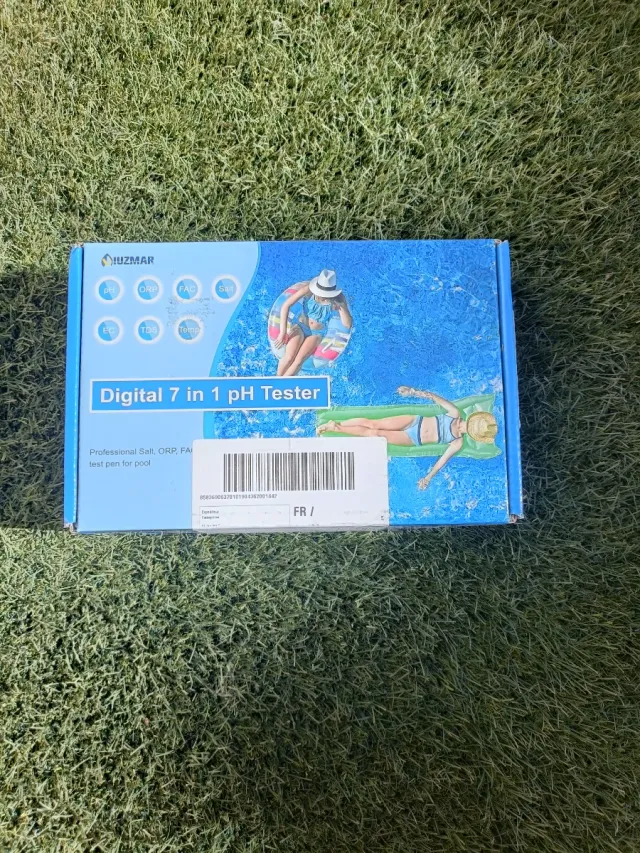 IUZMAR
pH ORP FAC Salt
EC TDS Temp
Digital 7 in 1 pH Tester
Professional Salt, ORP, FAC
test pen for pool
FR /